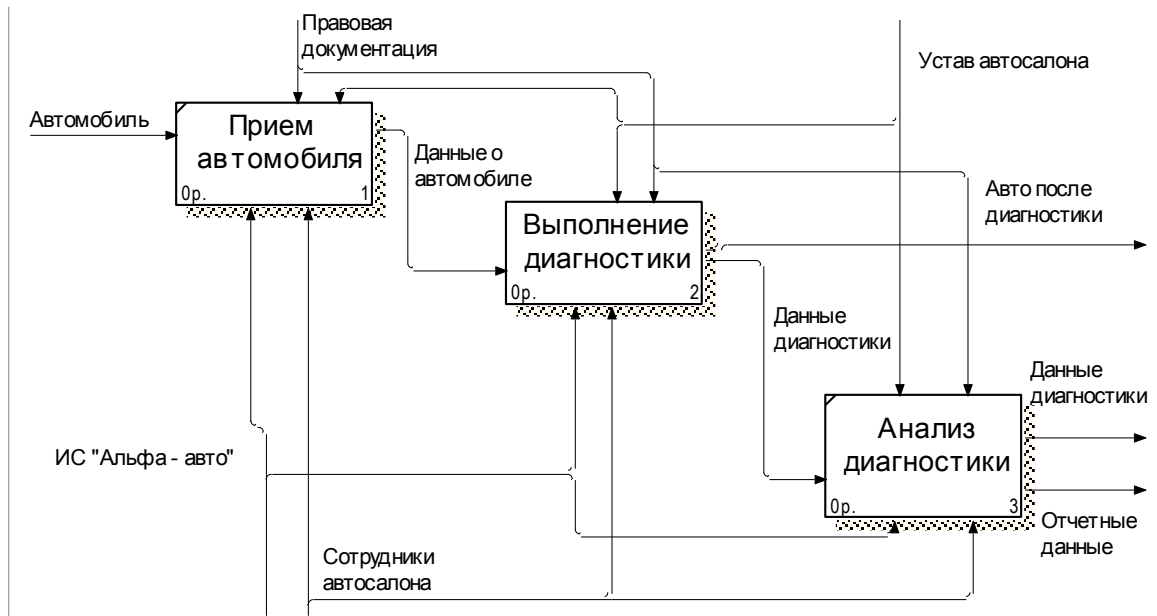 Правовая
документация
Устав автосалона
Автомобиль
Прием
автомобиля
0р.
1
Данные о
автомобиле
Авто после
диагностики
Выполнение
диагностики
0р.
2
Данные
диагностики
Данные
диагностики
Анализ
диагностики
0р.
3
ИС "Альфа - авто"
Отчетные
данные
Сотрудники
автосалона